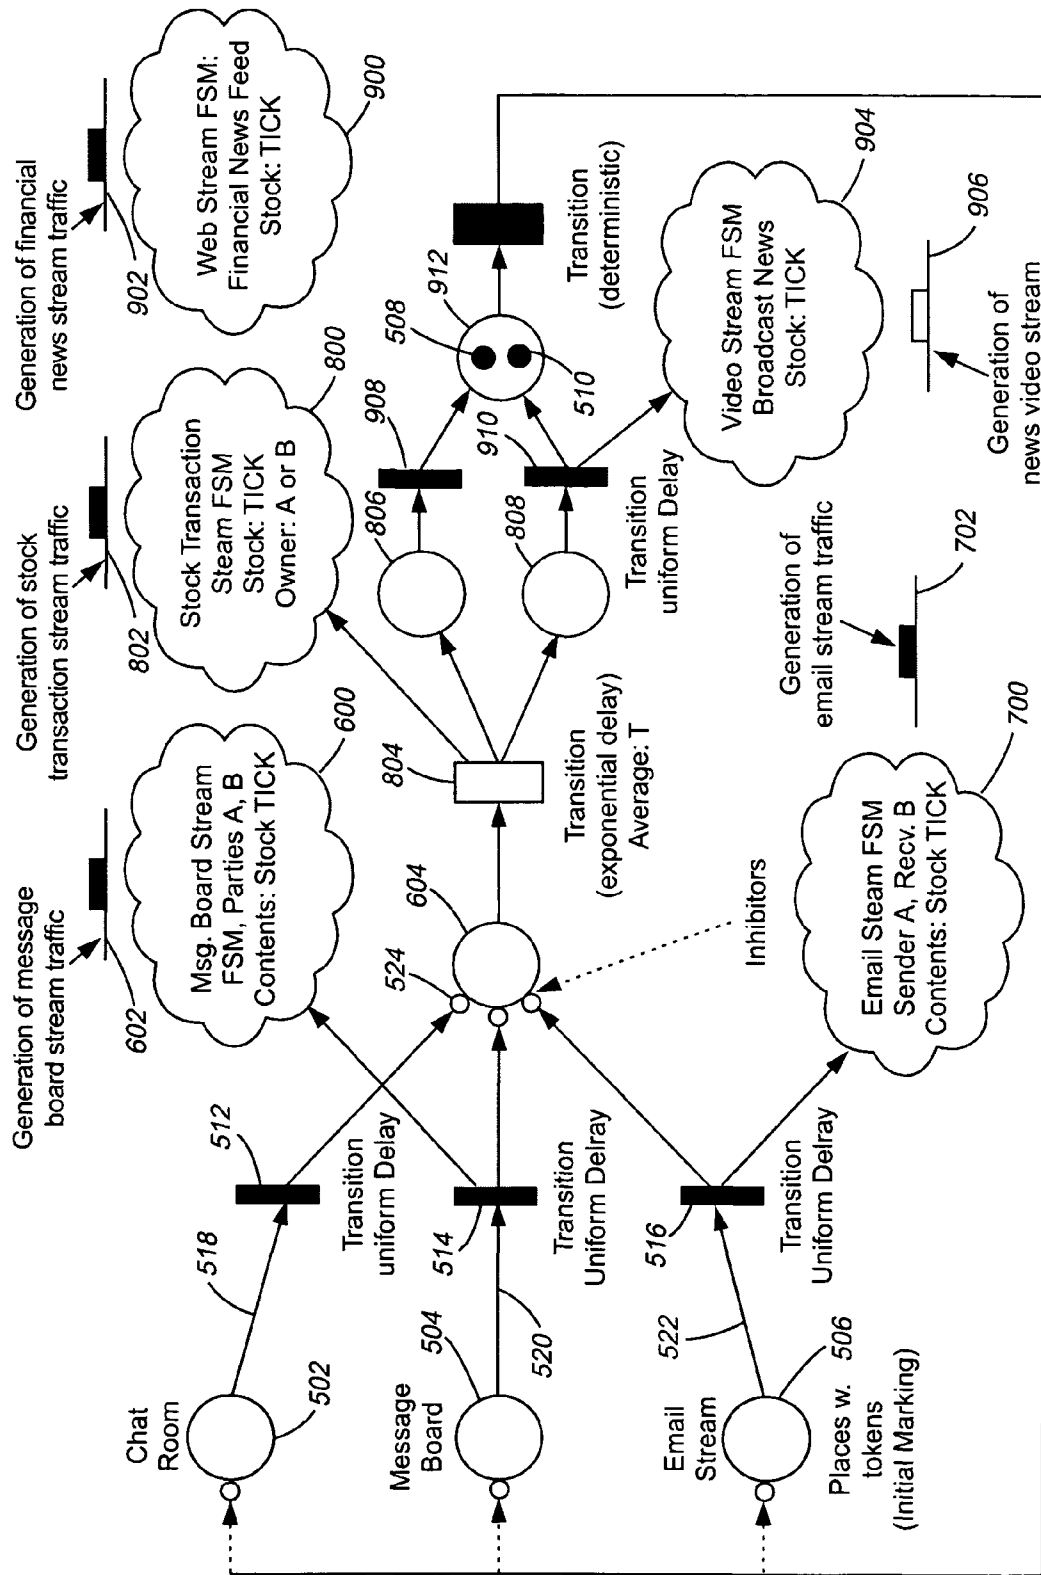 Generation of message
board stream traffic
602
Generation of stock
transaction stream traffic
802
Generation of financial
news stream traffic
902
Msg. Board Stream
FSM, Parties A, B
Contents: Stock TICK
600
Stock Transaction
Steam FSM
Stock: TICK
Owner: A or B
800
Web Stream FSM:
Financial News Feed
Stock: TICK
900
Chat
Room
502
518
512
Transition
uniform Delay
Message
Board
504
520
514
Transition
Uniform Delray
Email
Stream
506
522
516
Transition
Uniform Delray
Places w.
tokens
(Initial Marking)
524
604
Inhibitors
804
Transition
(exponential delay)
Average: T
806
808
908
910
Transition
uniform Delay
508
510
912
Transition
(deterministic)
Email Steam FSM
Sender A, Recv. B
Contents: Stock TICK
700
Generation of
email stream traffic
702
Video Stream FSM
Broadcast News
Stock: TICK
904
Generation of
news video stream
906